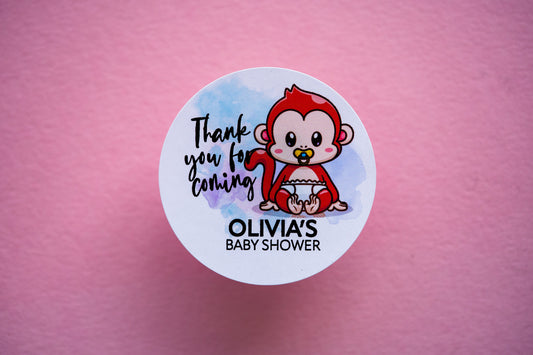 Thank
you for
coming
OLIVIA'S
BABY SHOWER